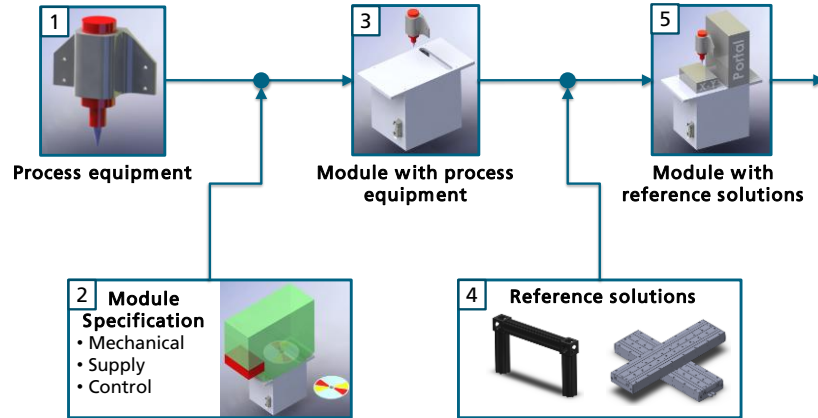 1
Process equipment
3
Module with process
equipment
5
Portal
X-Y
Module with
reference solutions
2
Module
Specification
• Mechanical
• Supply
• Control
4
Reference solutions